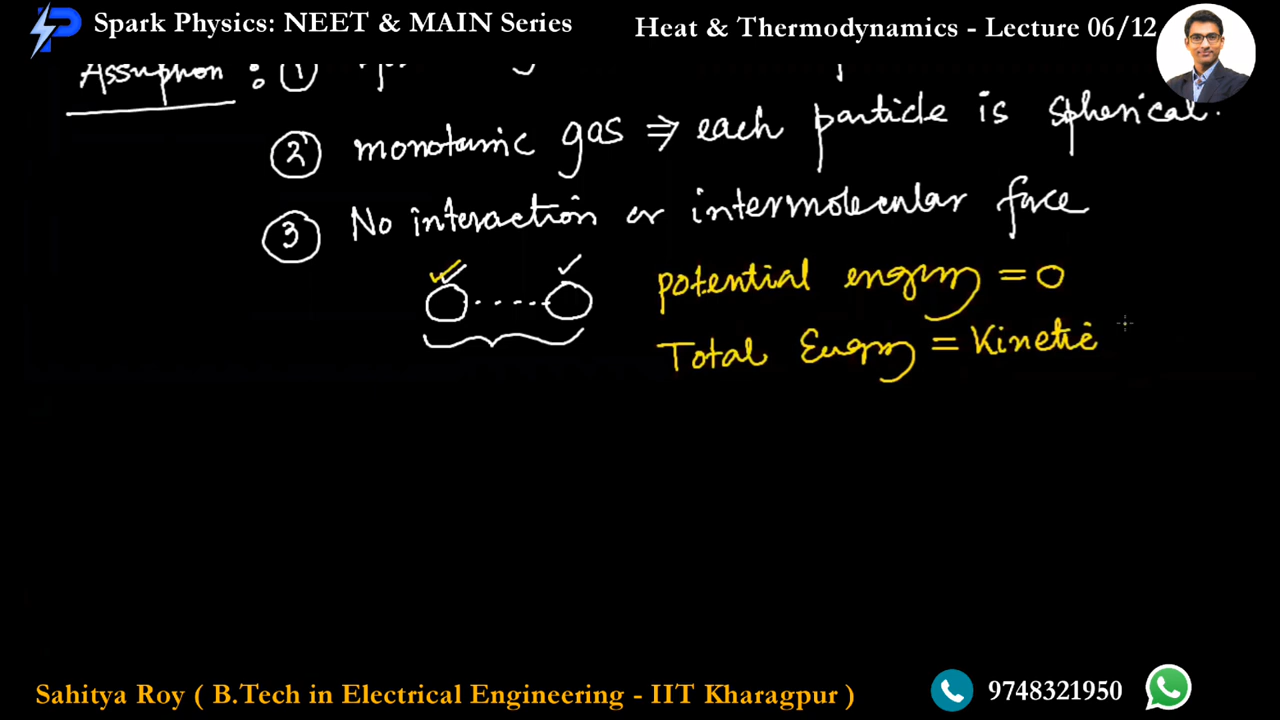 Spark Physics: NEET & MAIN Series
Heat & Thermodynamics - Lecture 06/12
Assuption : ①
② monotamic gas ⇒ each particle is spherical.
③ No interaction or intermolecular force
potential energy = 0
Total Energy = Kinetic
Sahitya Roy ( B.Tech in Electrical Engineering - IIT Kharagpur )
9748321950